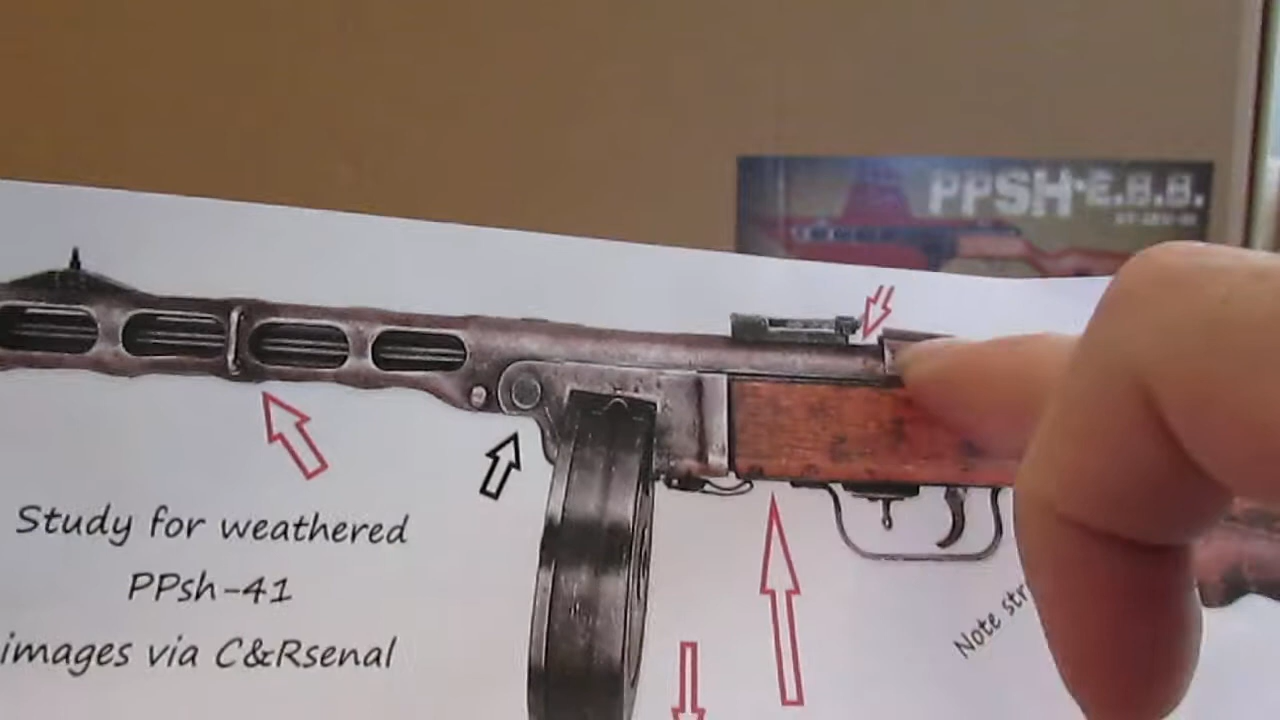 PPSH·E.B.B.
Study for weathered
PPsh-41
images via C&Rsenal
Note str